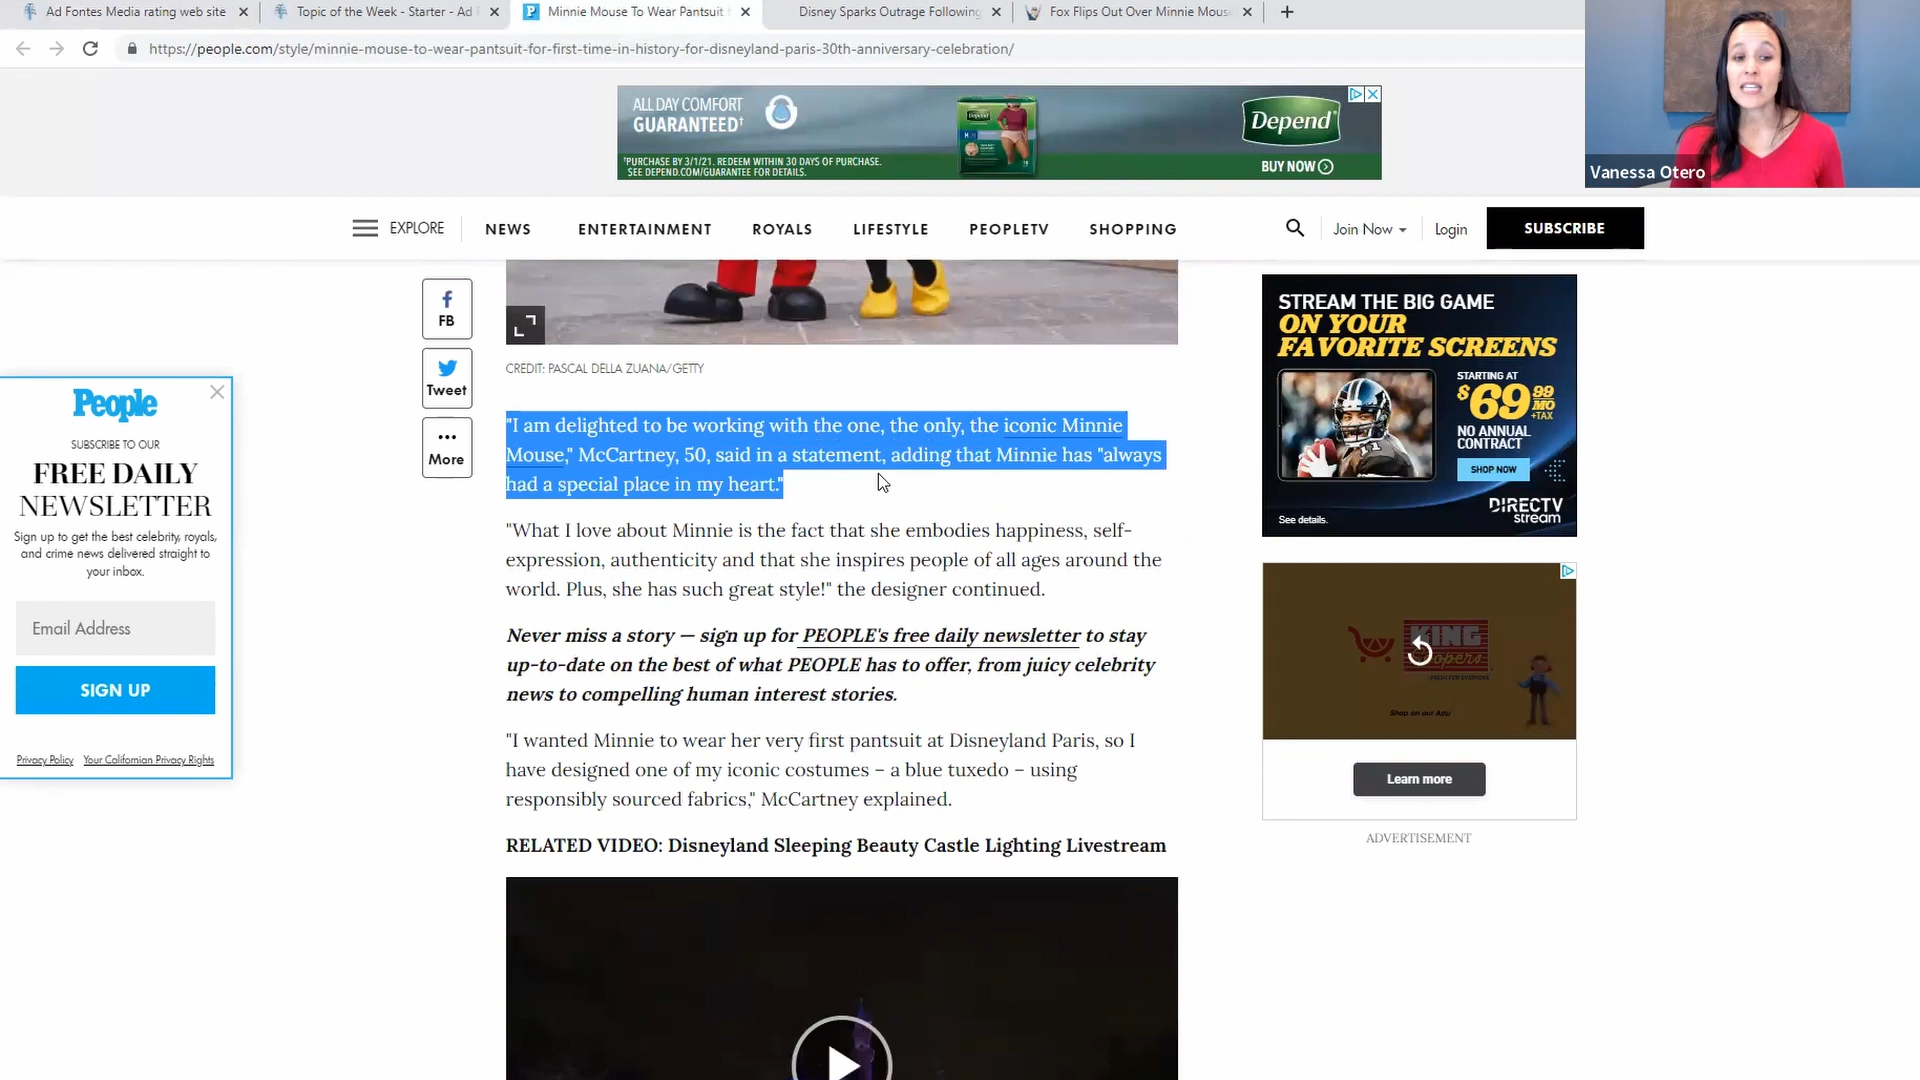 Ad Fontes Media rating web site
Topic of the Week - Starter - Ad F
Minnie Mouse To Wear Pantsuit f
Disney Sparks Outrage Following
Fox Flips Out Over Minnie Mouse
https://people.com/style/minnie-mouse-to-wear-pantsuit-for-first-time-in-history-for-disneyland-paris-30th-anniversary-celebration/
Vanessa Otero
ALL DAY COMFORT
GUARANTEED†
†PURCHASE BY 3/1/21. REDEEM WITHIN 30 DAYS OF PURCHASE.
SEE DEPEND.COM/GUARANTEE FOR DETAILS.
Depend
Depend
BUY NOW
EXPLORE
NEWS
ENTERTAINMENT
ROYALS
LIFESTYLE
PEOPLETV
SHOPPING
Join Now
Login
SUBSCRIBE
FB
Tweet
More
CREDIT: PASCAL DELLA ZUANA/GETTY
"I am delighted to be working with the one, the only, the iconic Minnie
Mouse," McCartney, 50, said in a statement, adding that Minnie has "always
had a special place in my heart."
"What I love about Minnie is the fact that she embodies happiness, self-
expression, authenticity and that she inspires people of all ages around the
world. Plus, she has such great style!" the designer continued.
Never miss a story — sign up for PEOPLE's free daily newsletter to stay
up-to-date on the best of what PEOPLE has to offer, from juicy celebrity
news to compelling human interest stories.
"I wanted Minnie to wear her very first pantsuit at Disneyland Paris, so I
have designed one of my iconic costumes – a blue tuxedo – using
responsibly sourced fabrics," McCartney explained.
RELATED VIDEO: Disneyland Sleeping Beauty Castle Lighting Livestream
People
SUBSCRIBE TO OUR
FREE DAILY
NEWSLETTER
Sign up to get the best celebrity, royals,
and crime news delivered straight to
your inbox.
Email Address
SIGN UP
Privacy Policy
Your Californian Privacy Rights
STREAM THE BIG GAME
ON YOUR
FAVORITE SCREENS
STARTING AT
$69.99
MO
+TAX
NO ANNUAL
CONTRACT
SHOP NOW
See details.
DIRECTV
stream
KING
Soopers
FRESH FOR EVERYONE
Shop on our App
Learn more
ADVERTISEMENT